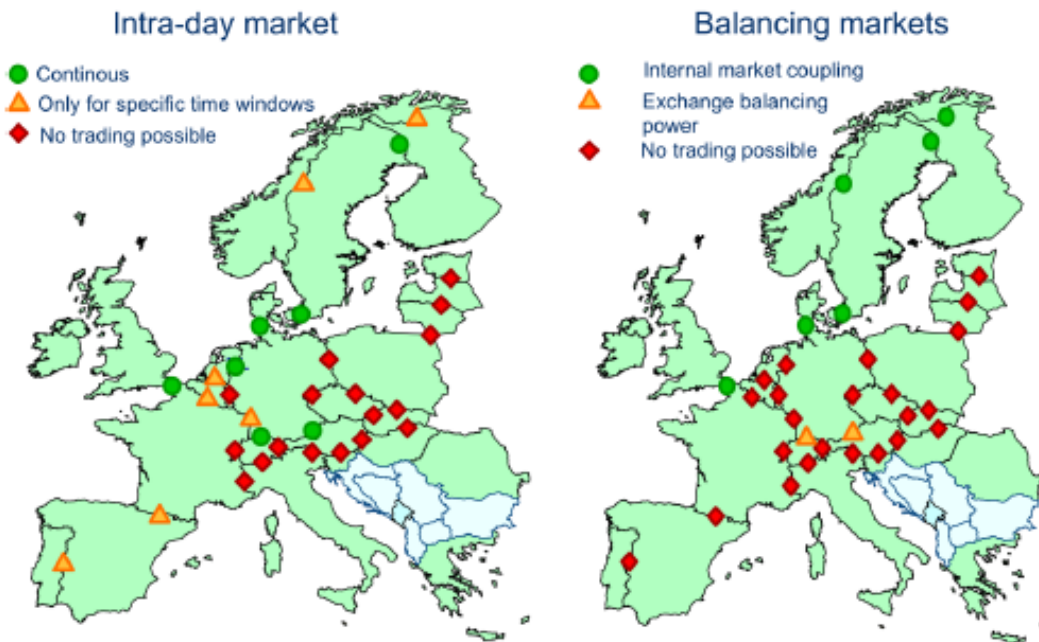 Intra-day market
Continous
Only for specific time windows
No trading possible
Balancing markets
Internal market coupling
Exchange balancing
power
No trading possible